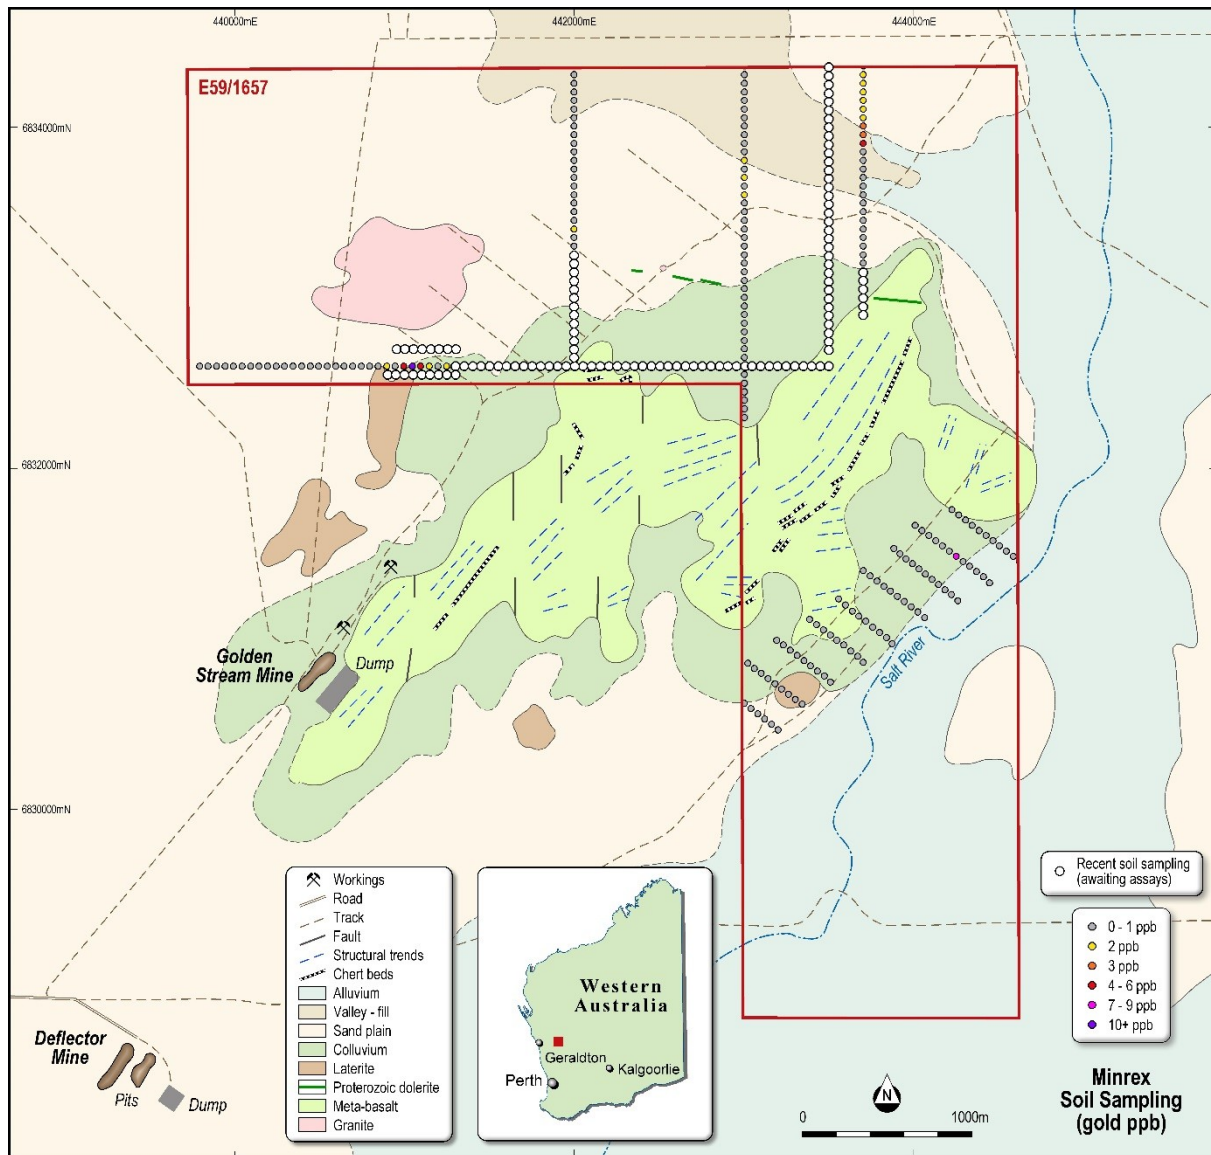 440000mE
442000mE
444000mE
E59/1657
6834000mN
6832000mN
Golden
Stream Mine
Dump
Salt River
6830000mN
Workings
Road
Track
Fault
Structural trends
Chert beds
Alluvium
Valley - fill
Sand plain
Colluvium
Laterite
Proterozoic dolerite
Meta-basalt
Granite
Western
Australia
Geraldton
Kalgoorlie
Perth
Recent soil sampling
(awaiting assays)
0 - 1 ppb
2 ppb
3 ppb
4 - 6 ppb
7 - 9 ppb
10+ ppb
Deflector
Mine
Pits
Dump
N
0
1000m
Minrex
Soil Sampling
(gold ppb)